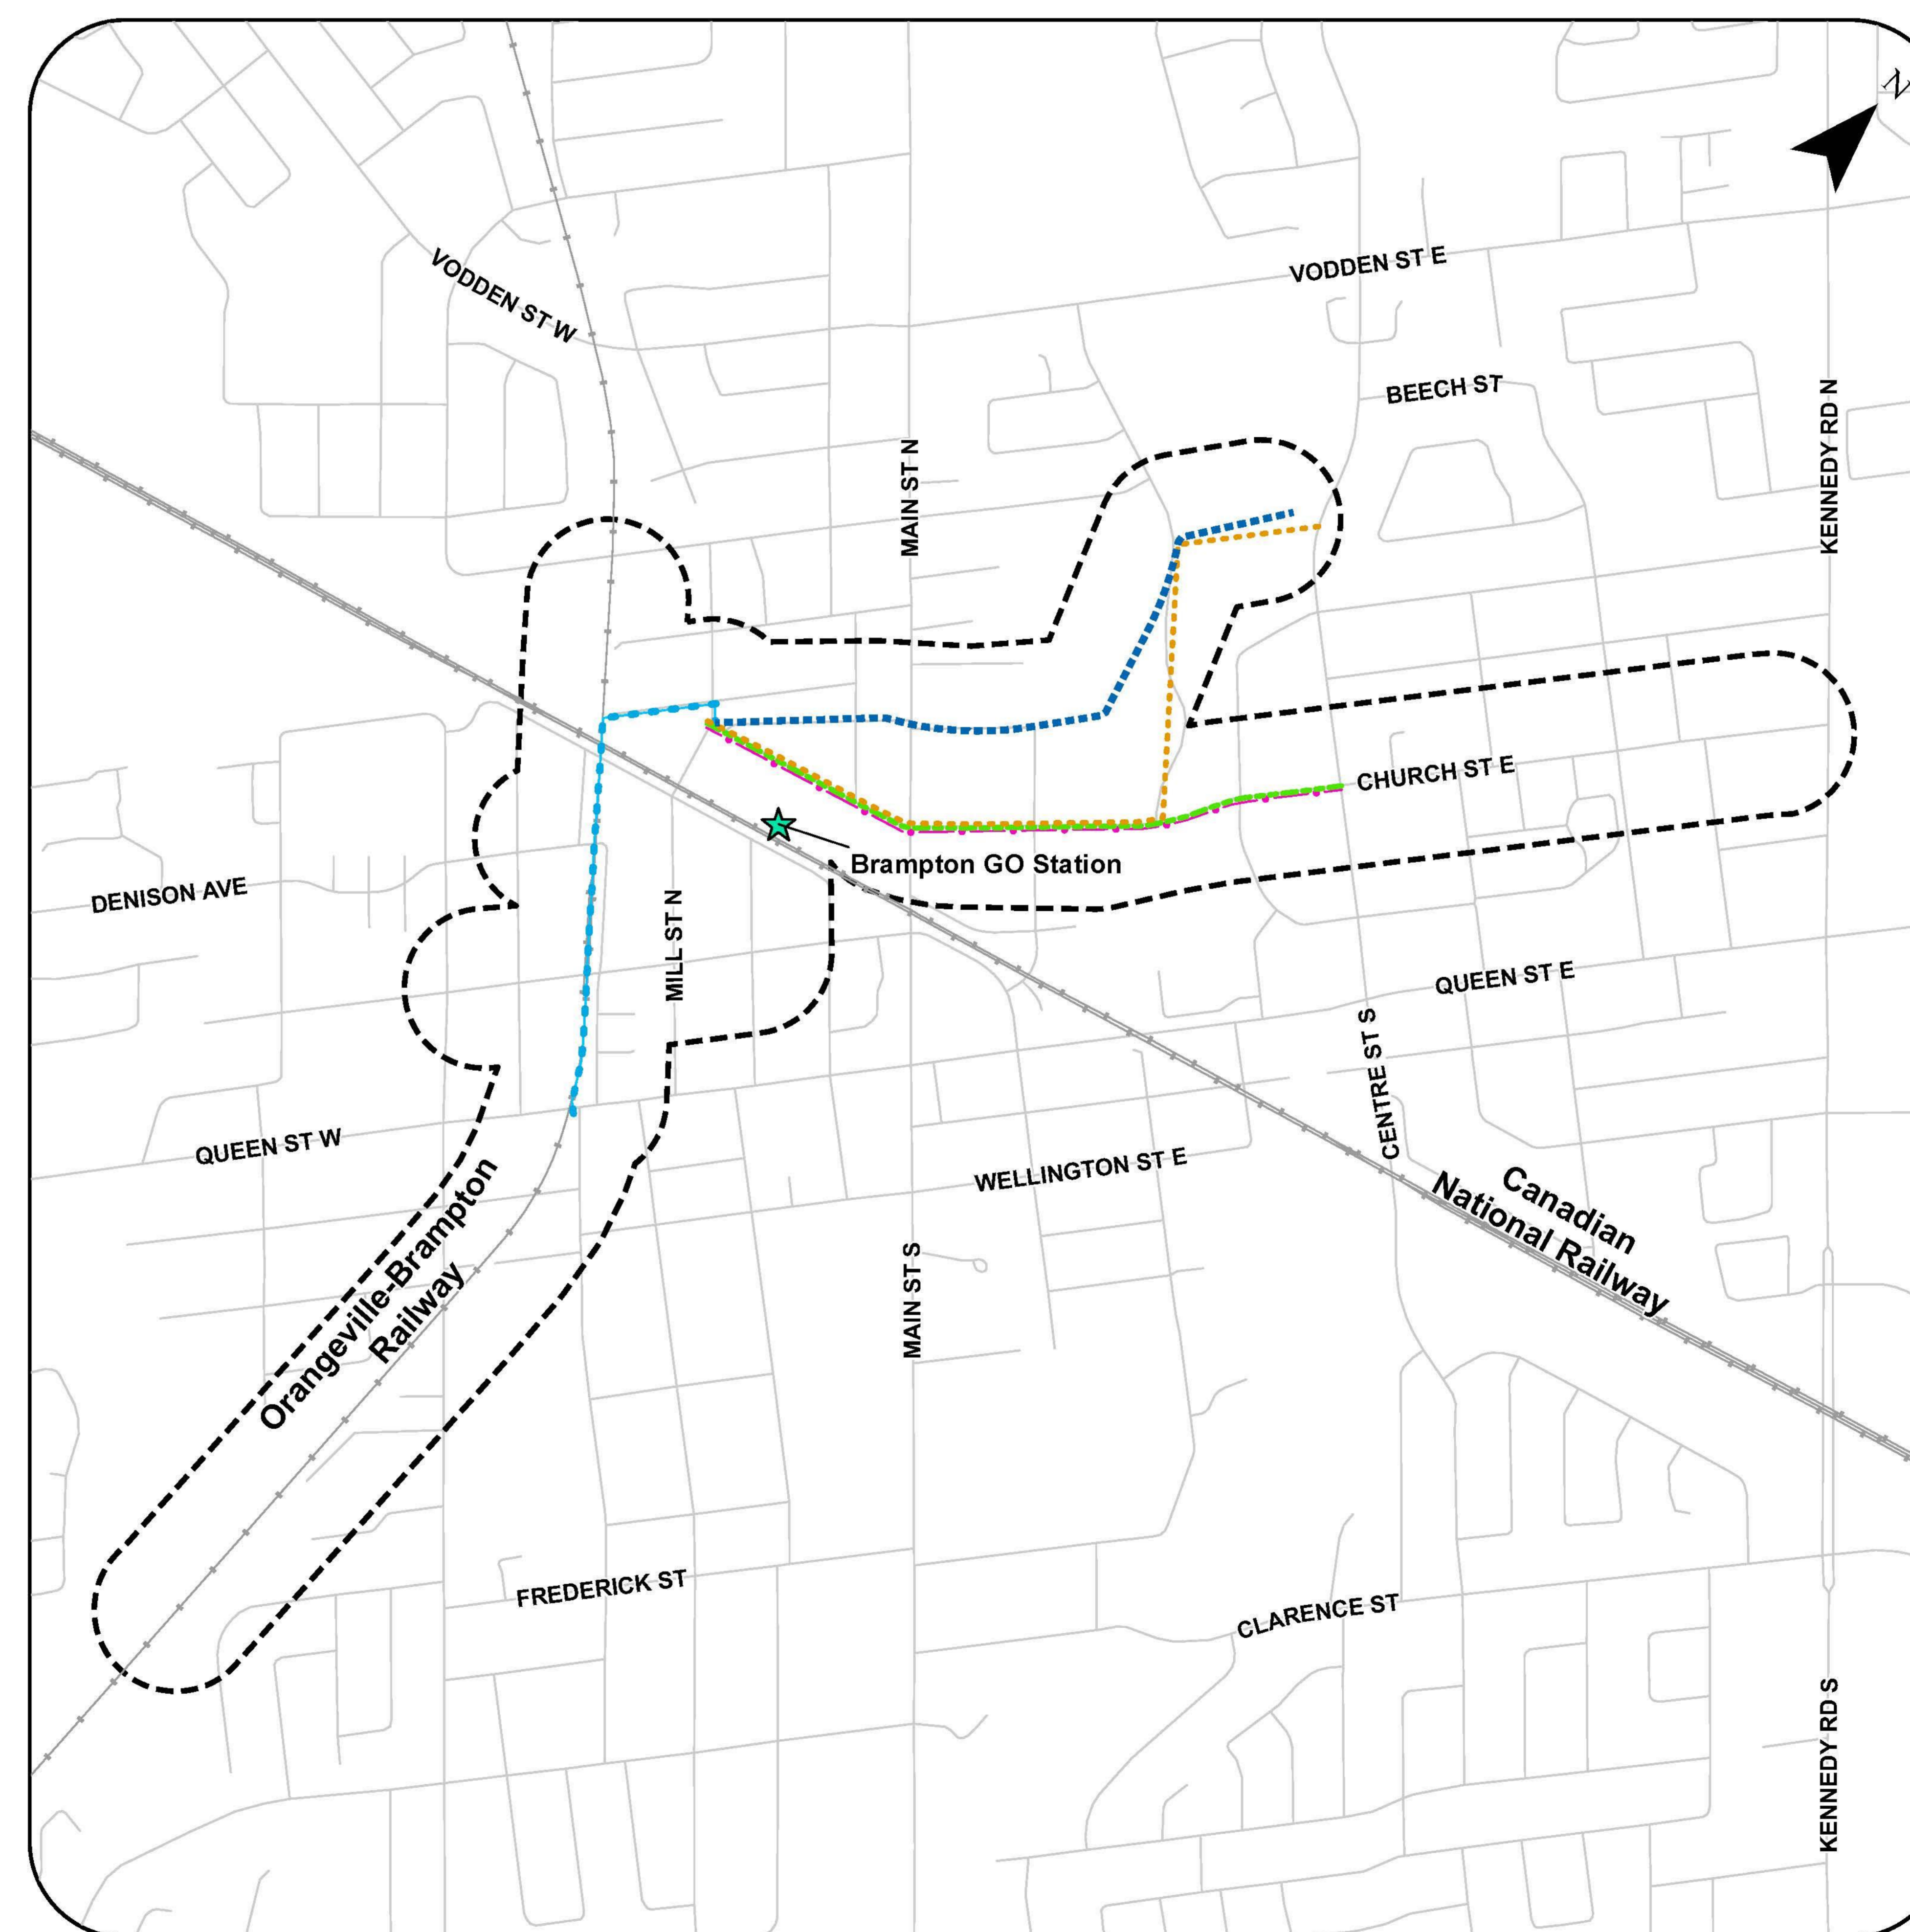 N
VODDEN ST E
VODDEN ST W
BEECH ST
KENNEDY RD N
MAIN ST N
CHURCH ST E
Brampton GO Station
DENISON AVE
MILL ST N
QUEEN ST E
CENTRE ST S
QUEEN ST W
WELLINGTON ST E
Canadian
National Railway
Orangeville-Brampton
Railway
MAIN ST S
FREDERICK ST
CLARENCE ST
KENNEDY RD S